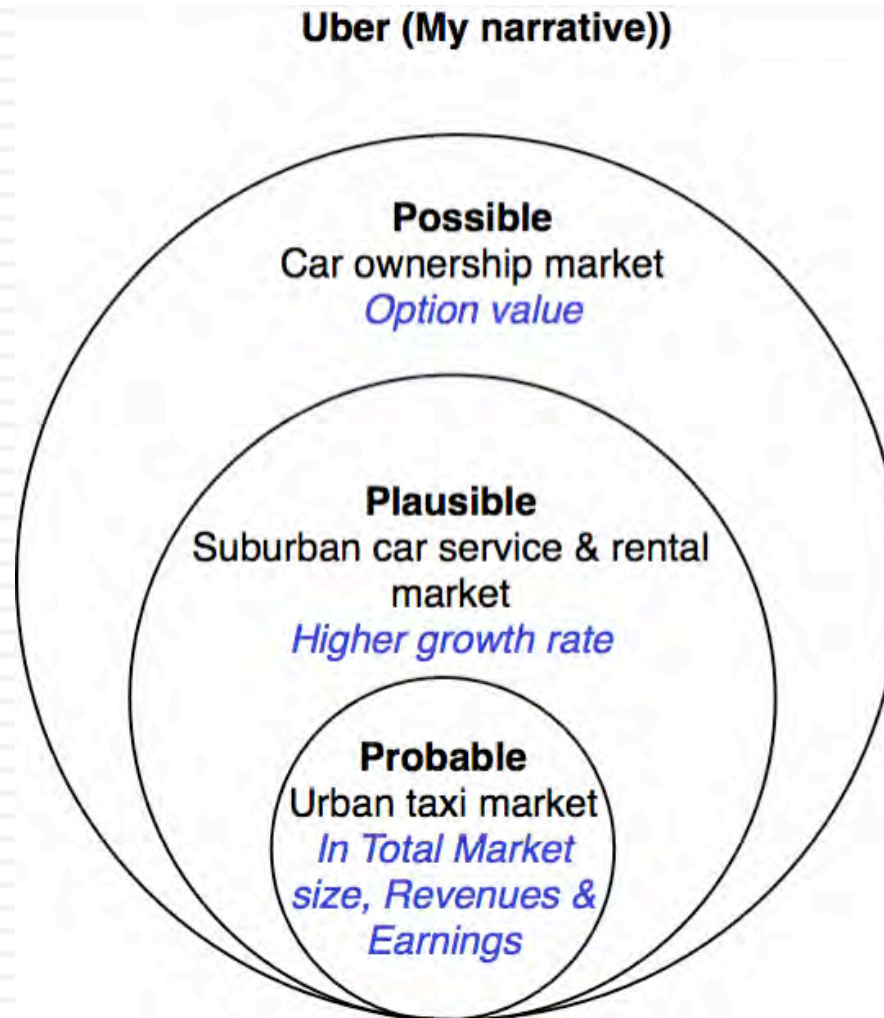 Uber (My narrative))
Possible
Car ownership market
Option value
Plausible
Suburban car service & rental
market
Higher growth rate
Probable
Urban taxi market
In Total Market
size, Revenues &
Earnings